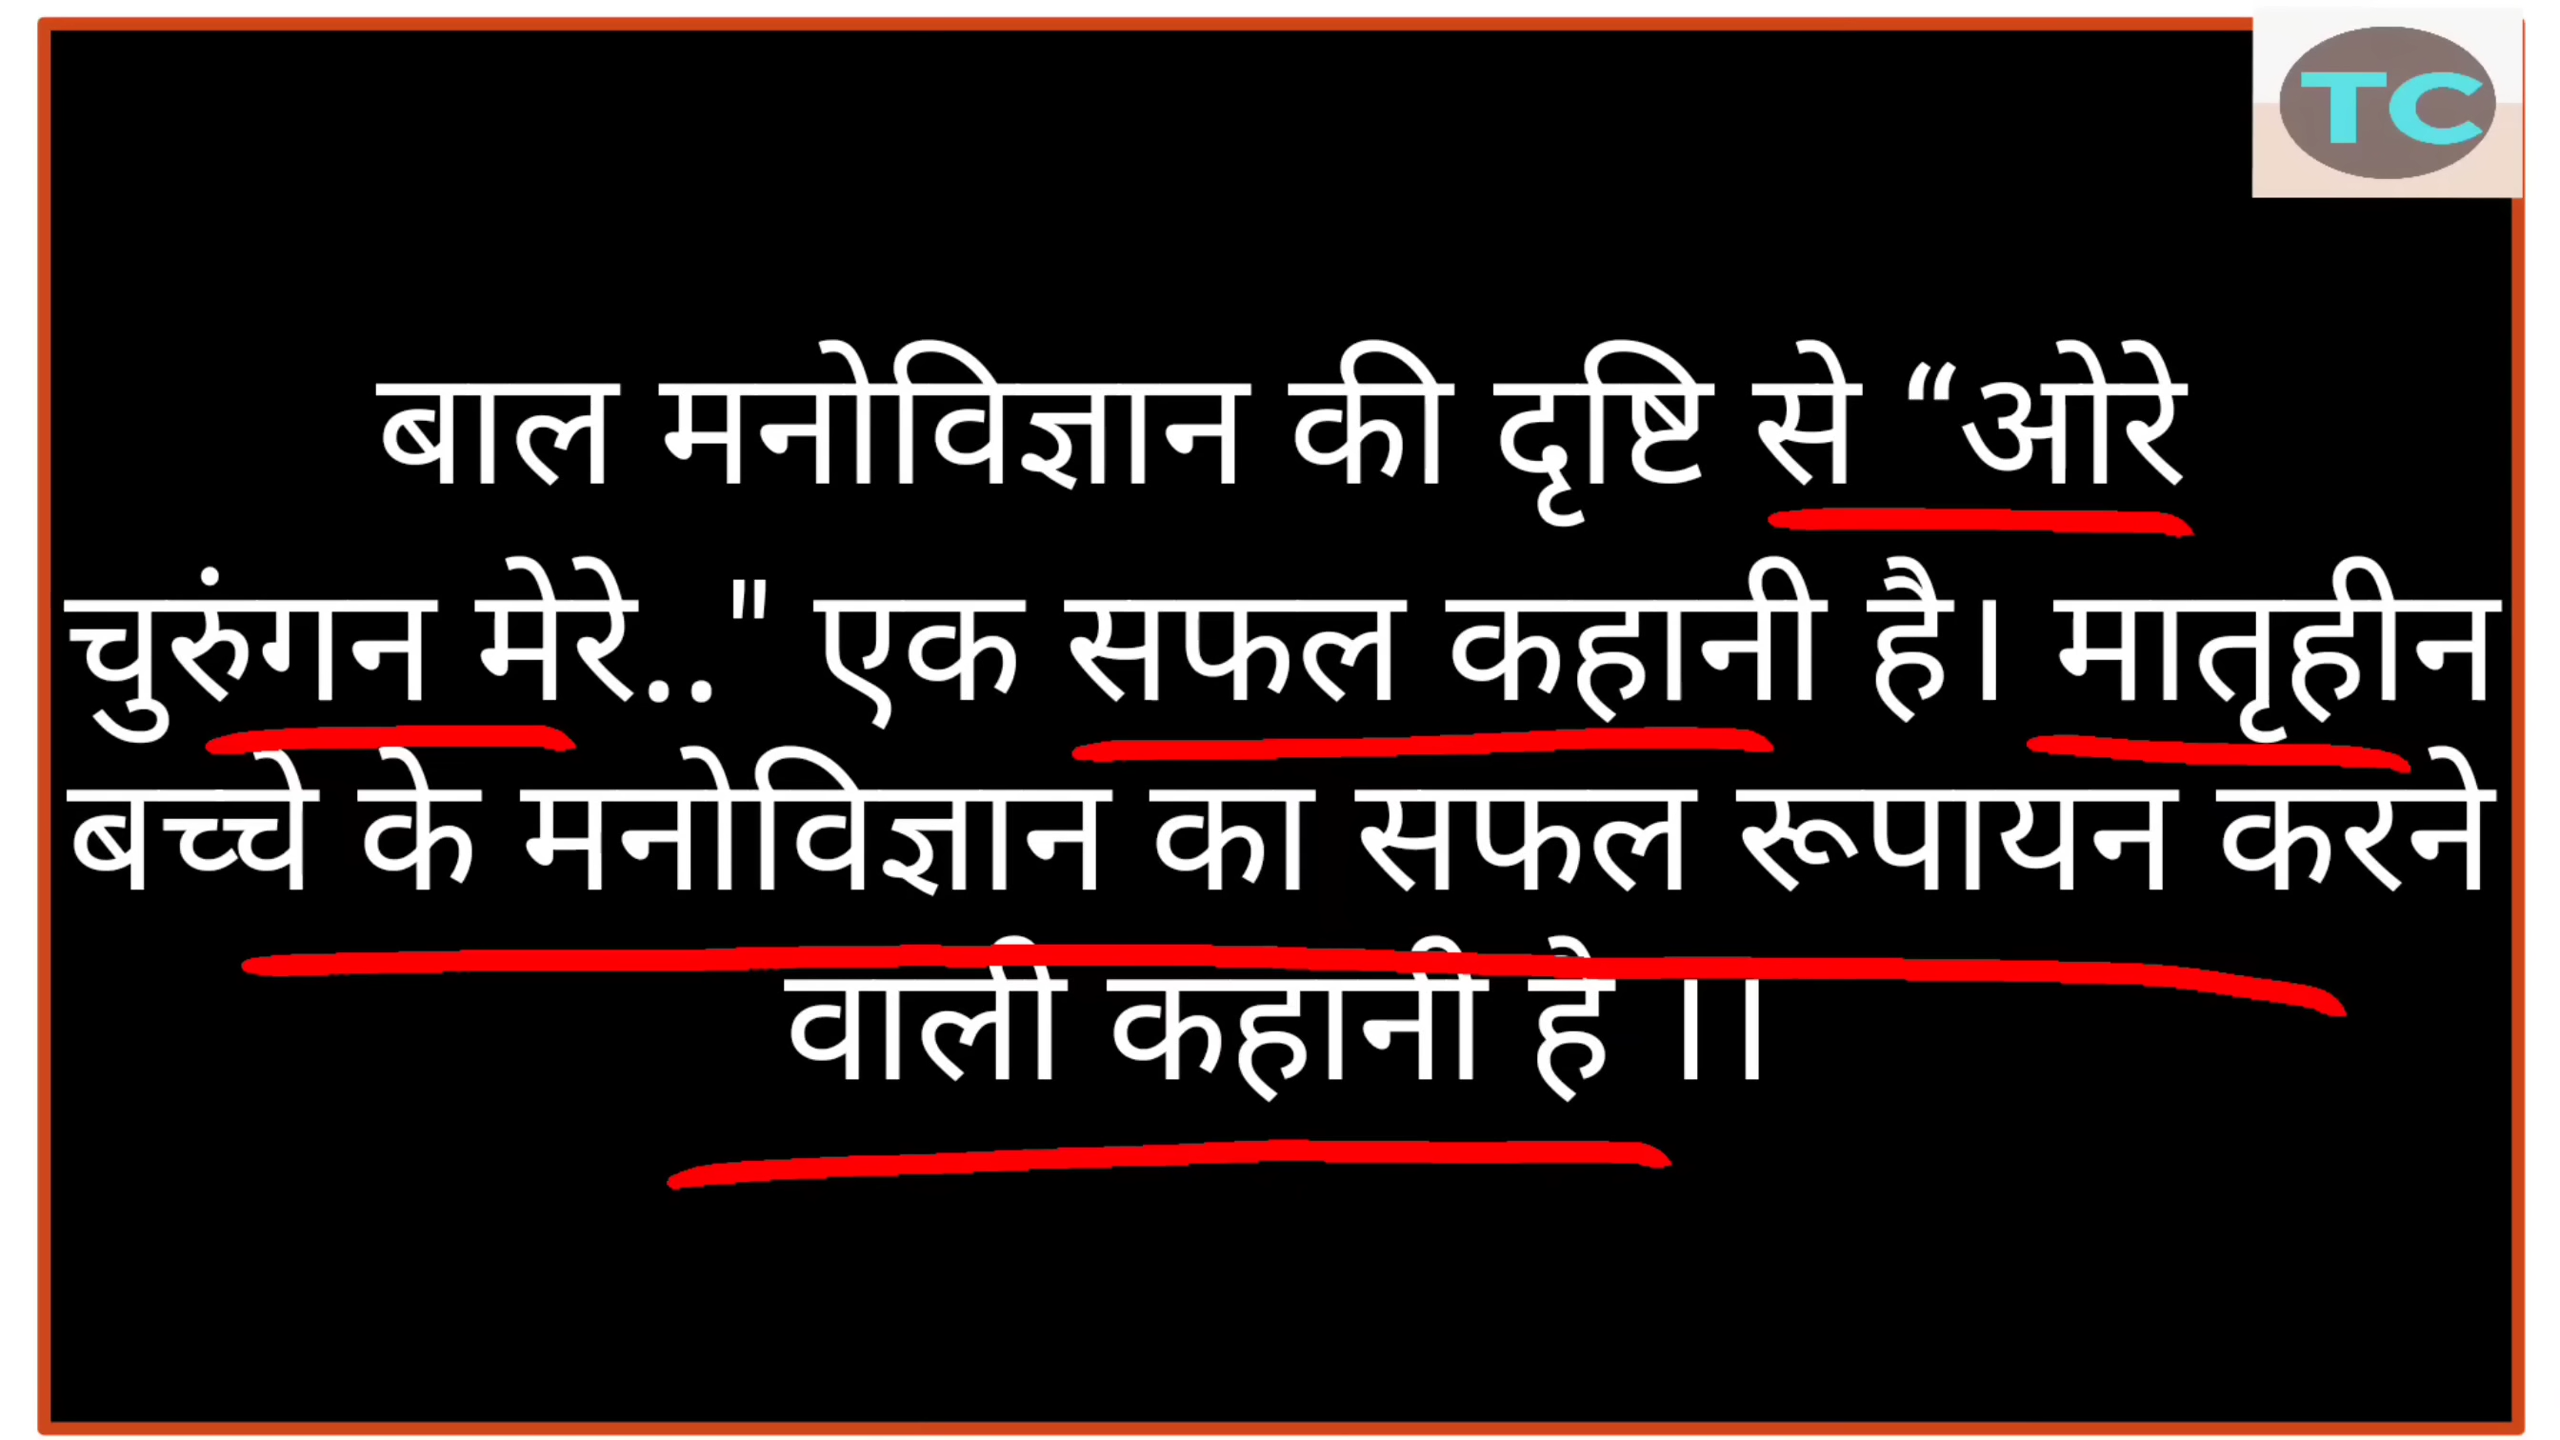 TC
बाल मनोविज्ञान की दृष्टि से “ओरे
चुरुंगन मेरे.." एक सफल कहानी है। मातृहीन
बच्चे के मनोविज्ञान का सफल रूपायन करने
वाली कहानी है ।।